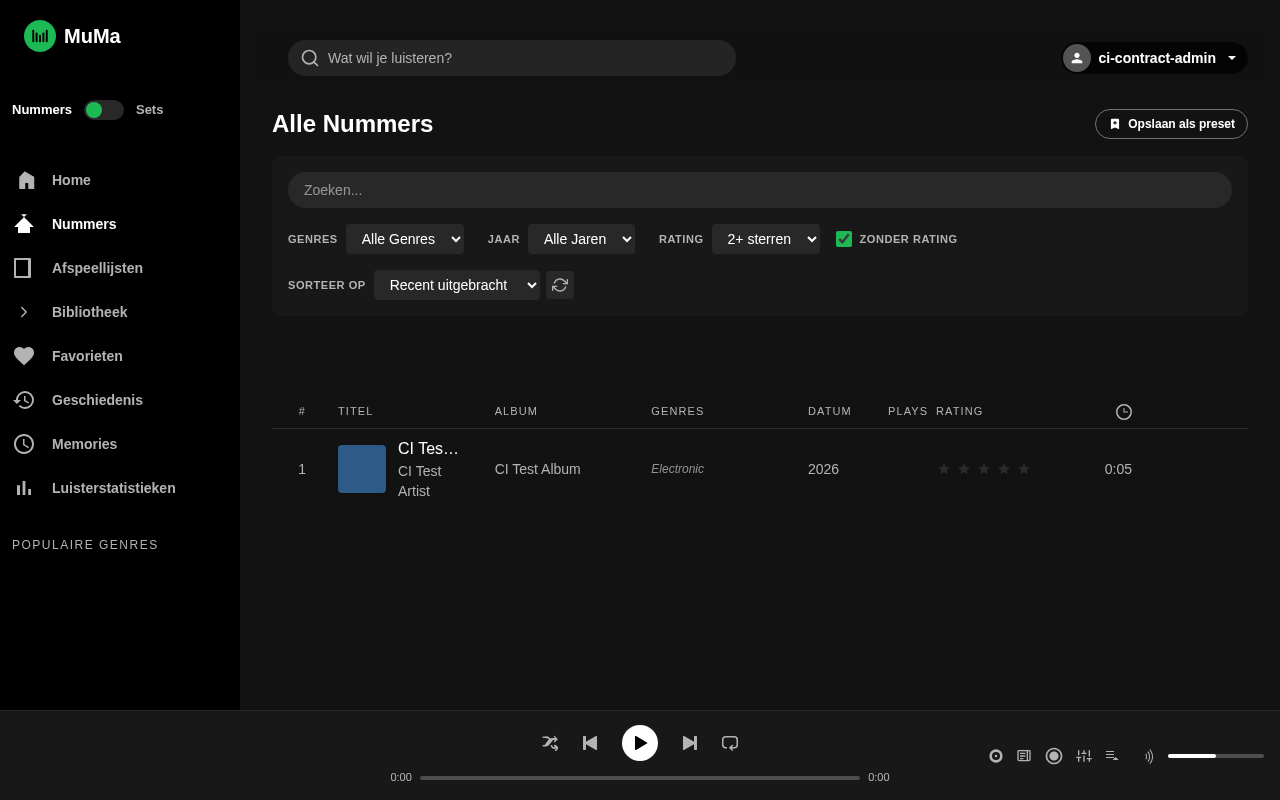 MuMa
Wat wil je luisteren?
ci-contract-admin
Nummers Sets
Home
Nummers
Afspeellijsten
Bibliotheek
Favorieten
Geschiedenis
Memories
Luisterstatistieken
POPULAIRE GENRES
Alle Nummers
Opslaan als preset
Zoeken...
GENRES Alle Genres JAAR Alle Jaren RATING 2+ sterren ZONDER RATING
SORTEER OP Recent uitgebracht
# TITEL ALBUM GENRES DATUM PLAYS RATING
1 CI Tes… CI Test Album Electronic 2026 0:05
CI Test
Artist
0:00 0:00